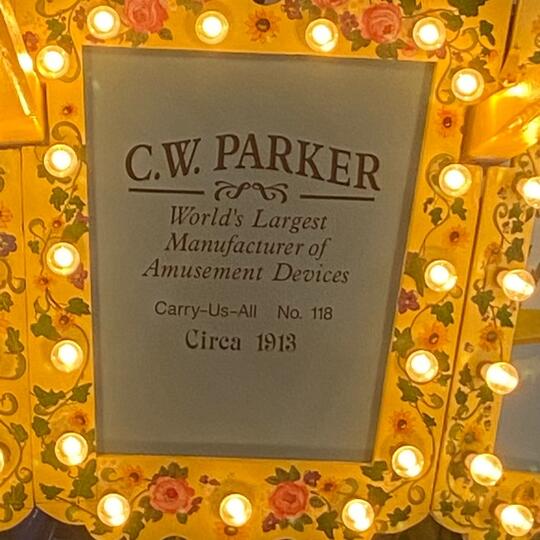 C.W. PARKER
World's Largest
Manufacturer of
Amusement Devices
Carry-Us-All No. 118
Circa 1913